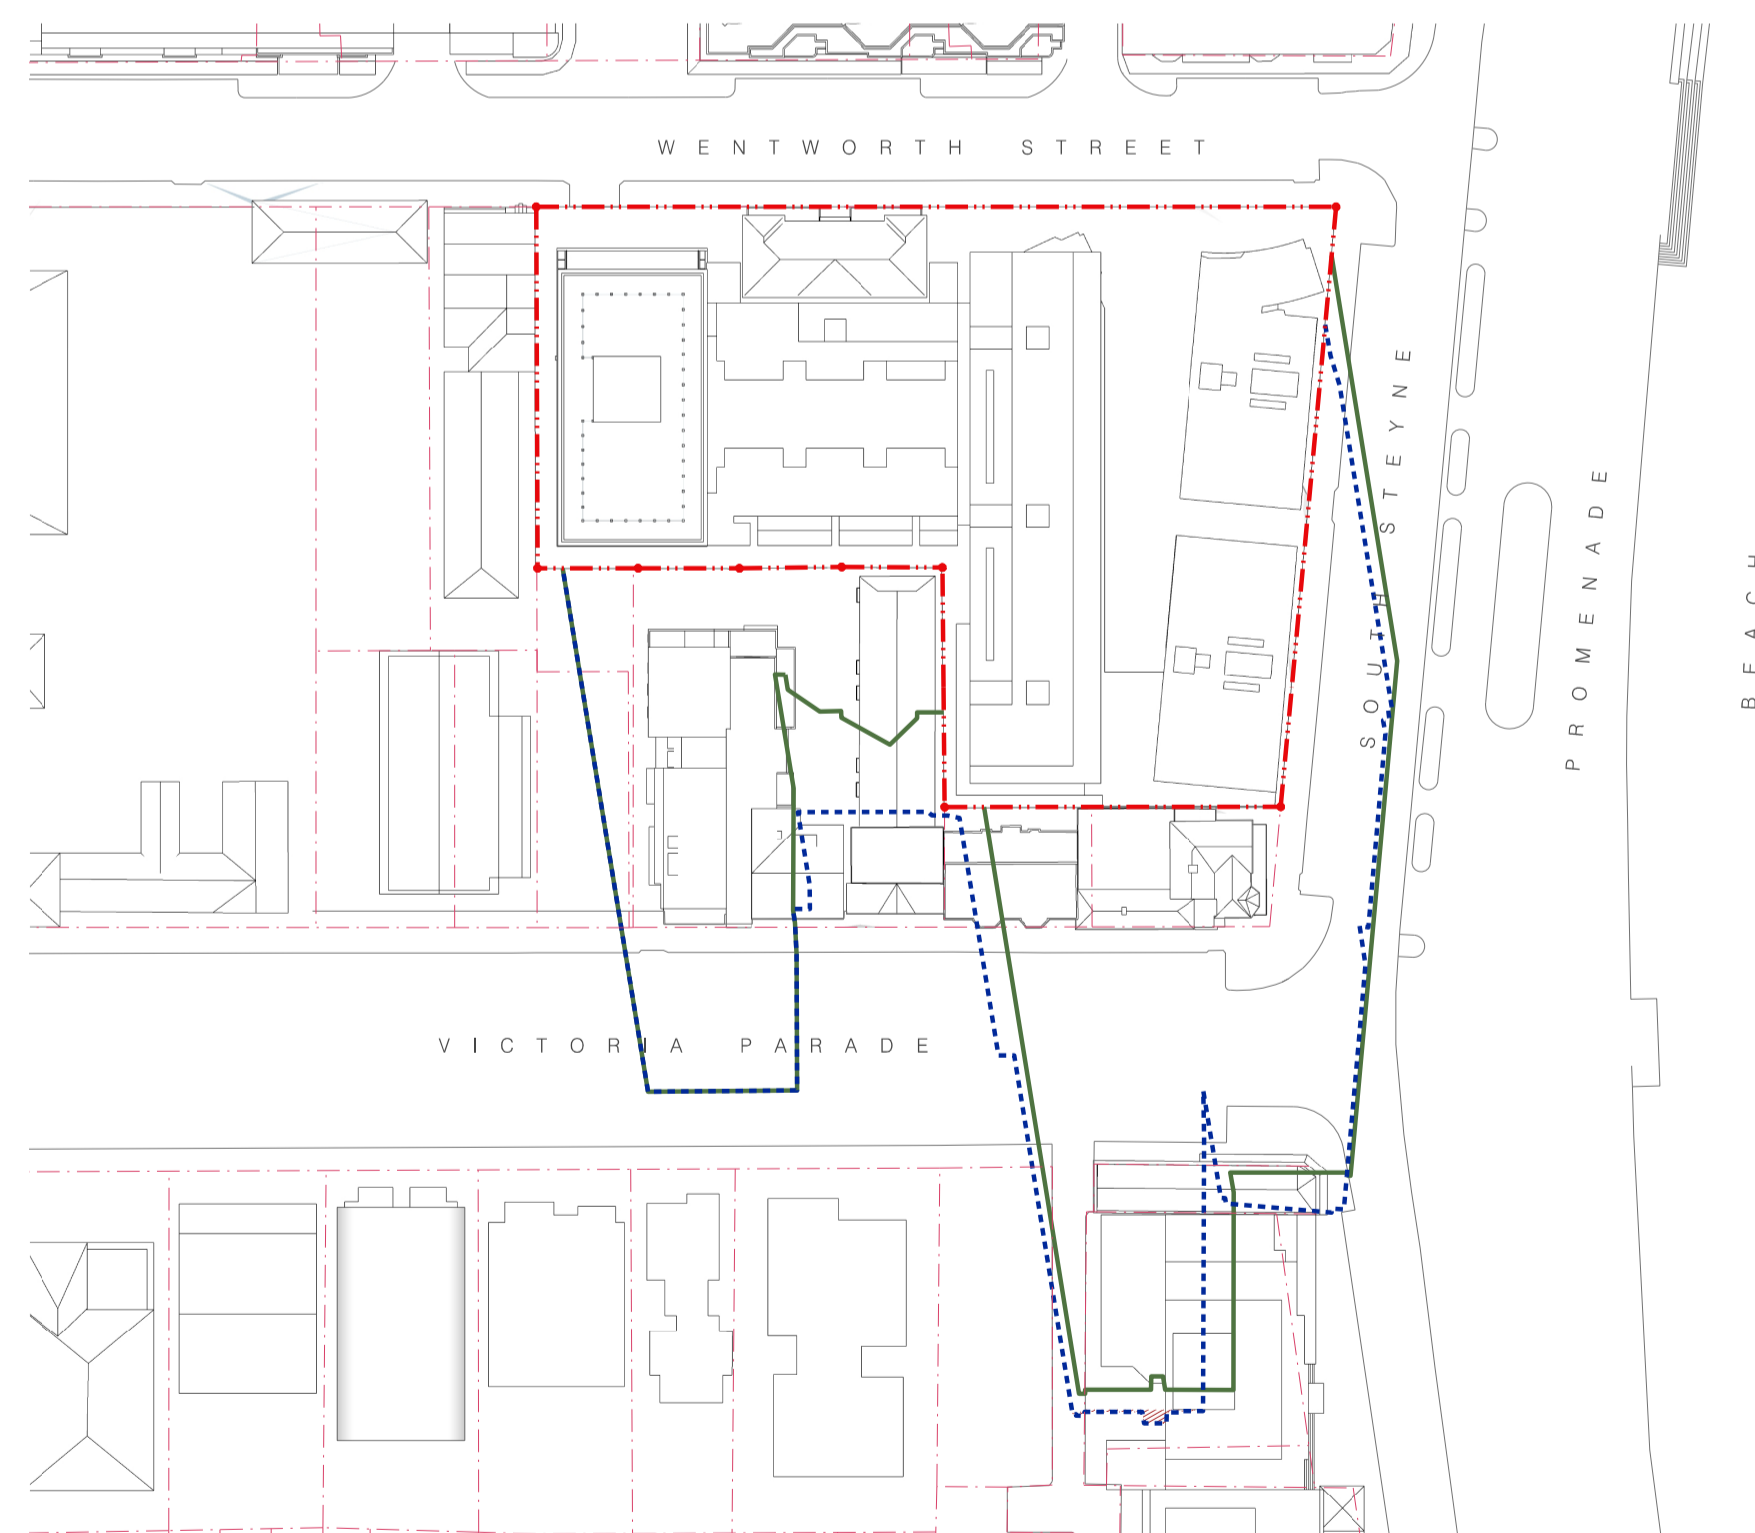 WENTWORTH STREET
SOUTH STEYNE
PROMENADE
BEACH
VICTORIA PARADE